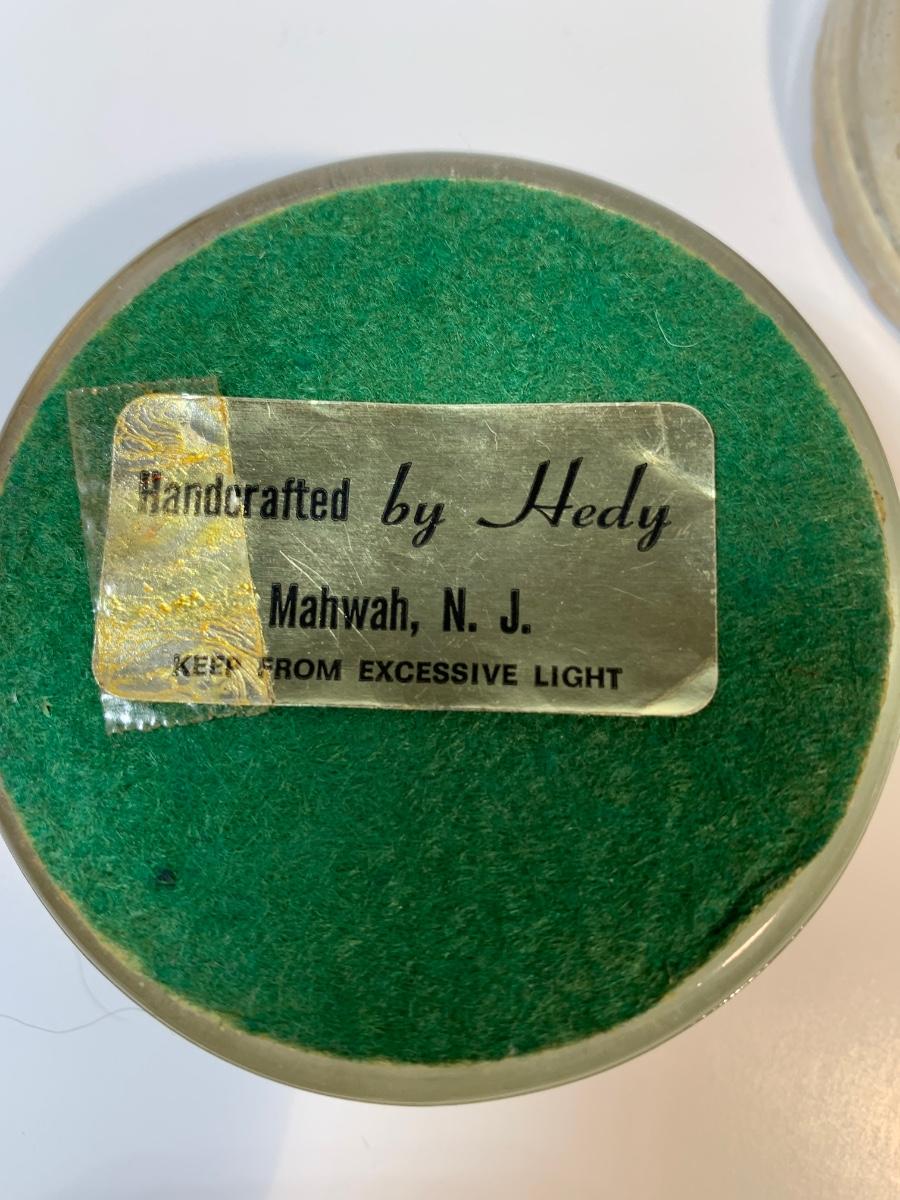 Handcrafted by Hedy
Mahwah, N. J.
KEEP FROM EXCESSIVE LIGHT